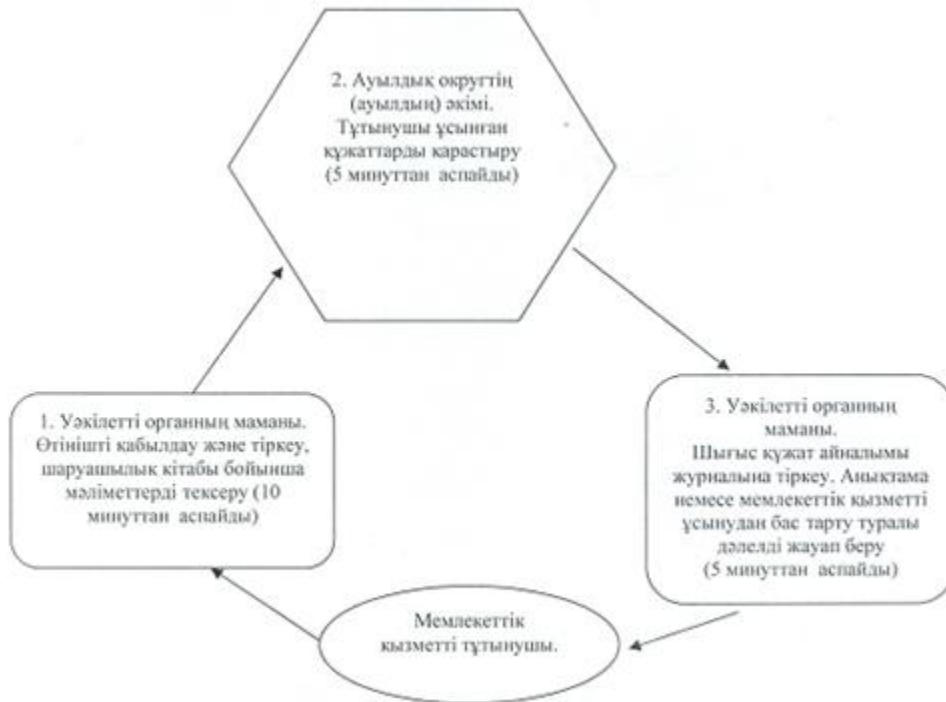 2. Ауылдық округтің
(ауылдың) әкімі.
Тұтынушы ұсынған
құжаттарды қарастыру
(5 минуттан аспайды)
1. Уәкілетті органның маманы.
Өтінішті қабылдау және тіркеу,
шаруашылық кітабы бойынша
мәліметтерді тексеру (10
минуттан аспайды)
3. Уәкілетті органның
маманы.
Шығыс құжат айналымы
журналына тіркеу. Анықтама
немесе мемлекеттік қызметті
ұсынудан бас тарту туралы
дәлелді жауап беру
(5 минуттан аспайды)
Мемлекеттік
қызметті тұтынушы.